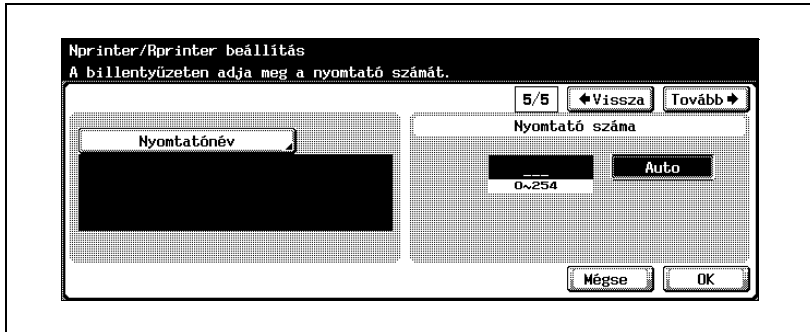 Nprinter/Rprinter beállítás
A billentyűzeten adja meg a nyomtató számát.
5/5 ←Vissza Tovább→
Nyomtatónév
Nyomtató száma
___ Auto
0~254
Mégse OK